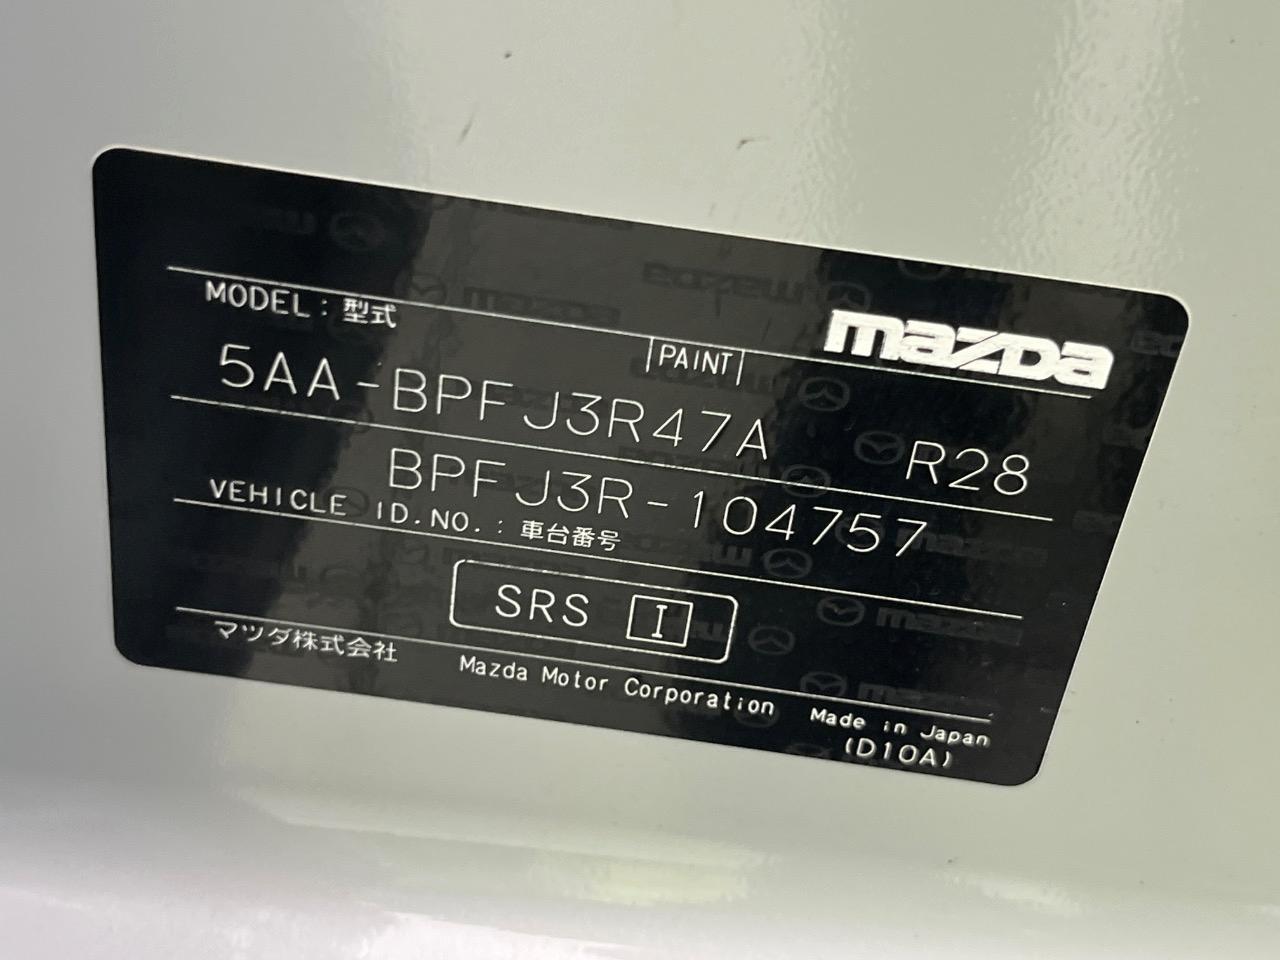 mazda
MODEL : 型式
PAINT
5AA-BPFJ3R47A R28
BPFJ3R-104757
VEHICLE ID.NO. : 車台番号
SRS I
マツダ株式会社 Mazda Motor Corporation Made in Japan
(D10A)